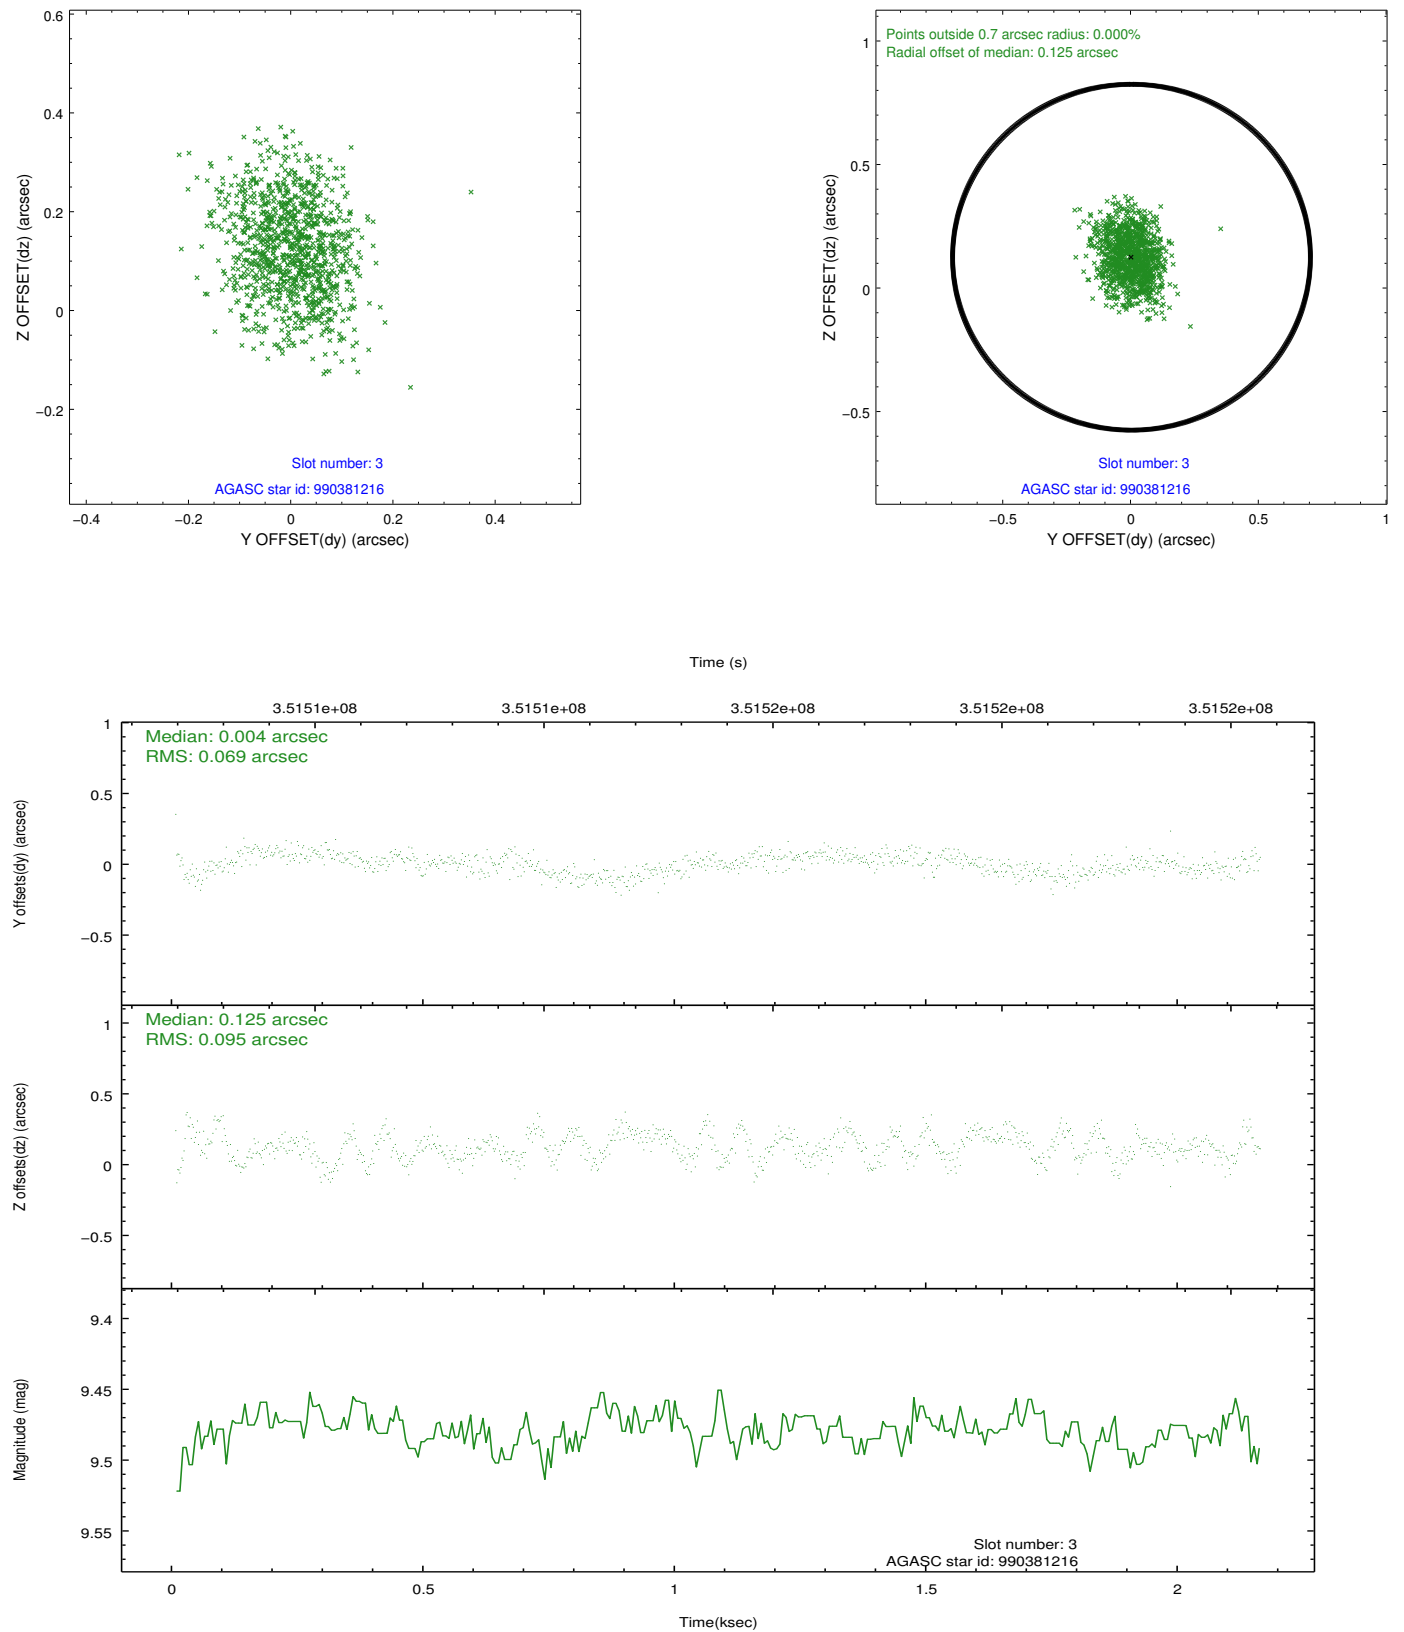 0.6
0.4
0.2
0
−0.2
Z OFFSET(dz) (arcsec)
Slot number: 3
AGASC star id: 990381216
−0.4 −0.2 0 0.2 0.4
Y OFFSET(dy) (arcsec)
Points outside 0.7 arcsec radius: 0.000%
Radial offset of median: 0.125 arcsec
1
0.5
0
−0.5
Z OFFSET(dz) (arcsec)
Slot number: 3
AGASC star id: 990381216
−0.5 0 0.5 1
Y OFFSET(dy) (arcsec)
Time (s)
3.5151e+08 3.5151e+08 3.5152e+08 3.5152e+08 3.5152e+08
Median: 0.004 arcsec
RMS: 0.069 arcsec
1
0.5
0
−0.5
Y offsets(dy) (arcsec)
Median: 0.125 arcsec
RMS: 0.095 arcsec
1
0.5
0
−0.5
Z offsets(dz) (arcsec)
9.4
9.45
9.5
9.55
Magnitude (mag)
Slot number: 3
AGASC star id: 990381216
0 0.5 1 1.5 2
Time(ksec)